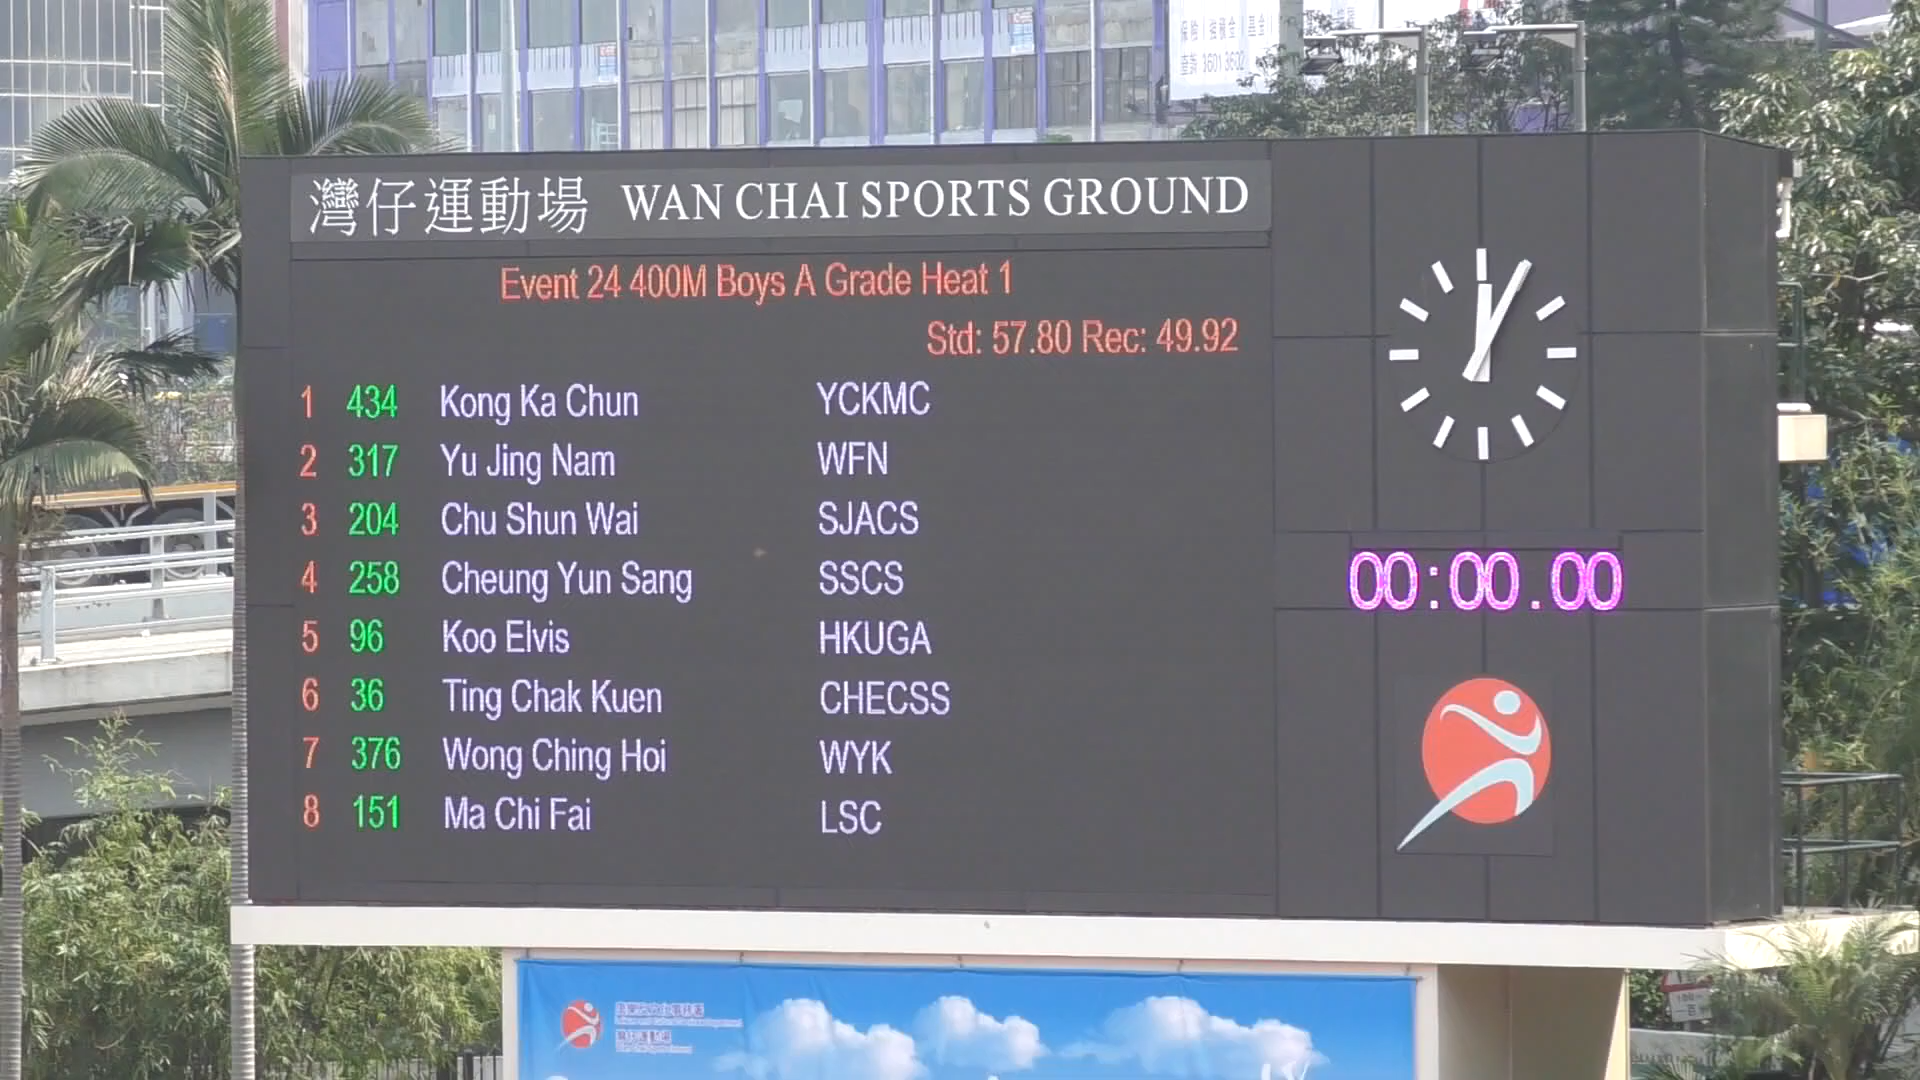 灣仔運動場 WAN CHAI SPORTS GROUND
Event 24 400M Boys A Grade Heat 1
Std: 57.80 Rec: 49.92
1 434 Kong Ka Chun YCKMC
2 317 Yu Jing Nam WFN
3 204 Chu Shun Wai SJACS
4 258 Cheung Yun Sang SSCS
5 96 Koo Elvis HKUGA
6 36 Ting Chak Kuen CHECSS
7 376 Wong Ching Hoi WYK
8 151 Ma Chi Fai LSC
00:00.00